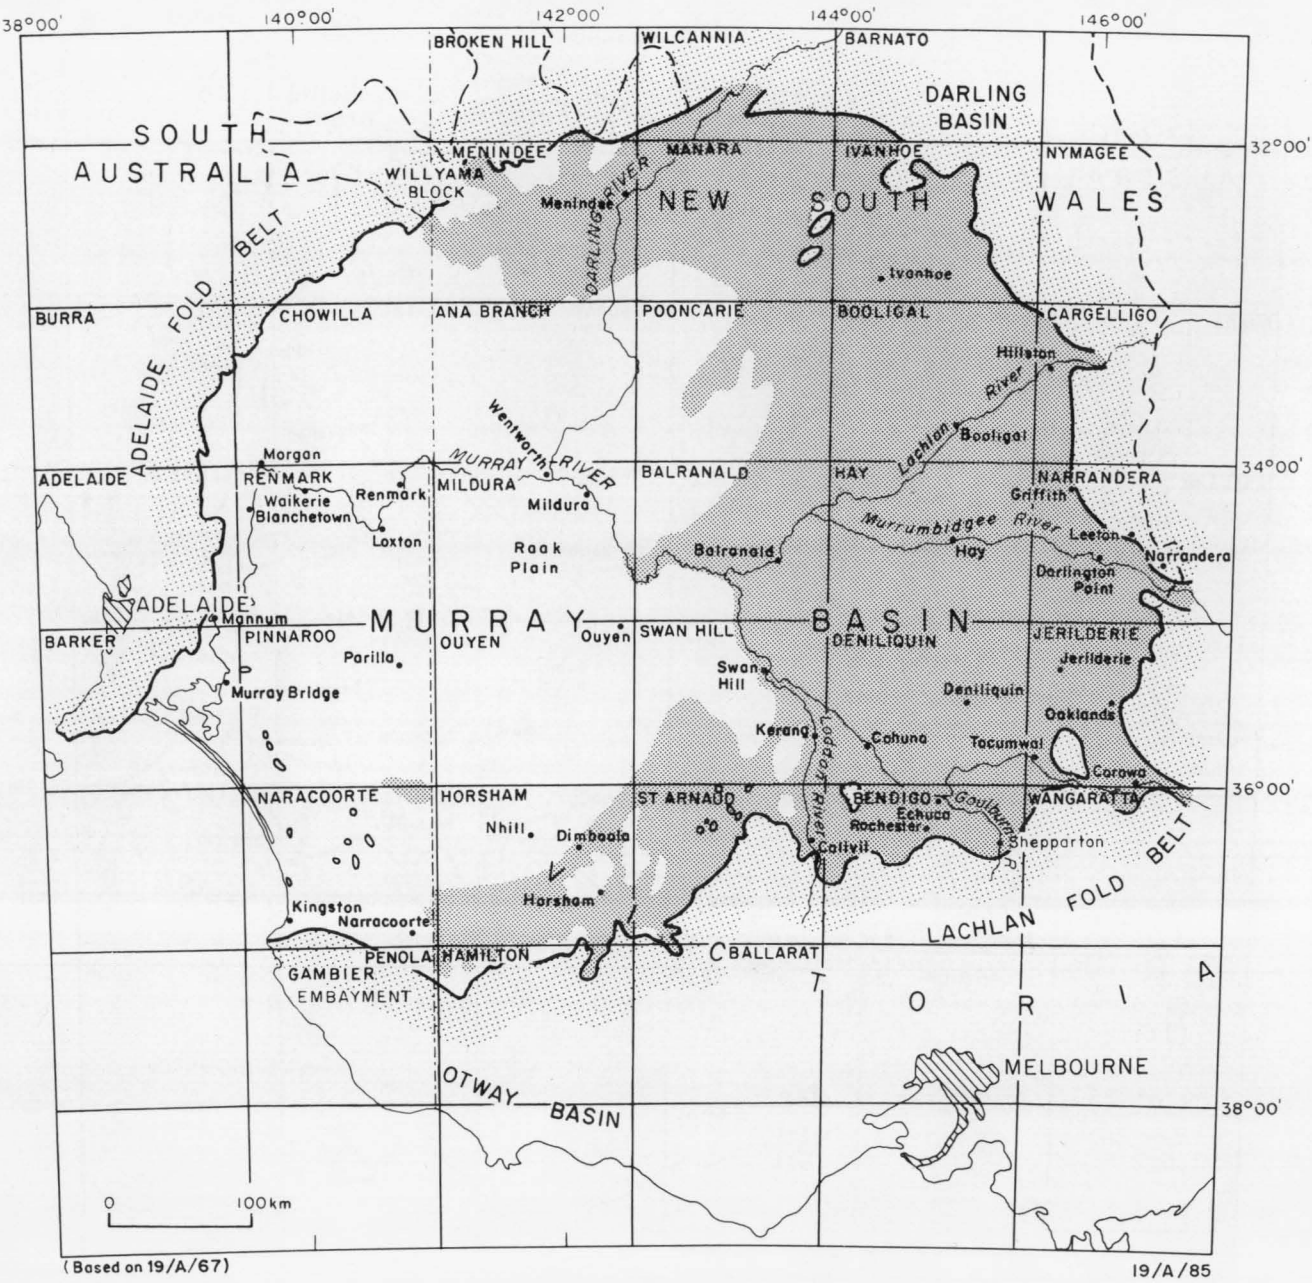 38°00'
140°00'
142°00'
144°00'
146°00'
BROKEN HILL
WILCANNIA
BARNATO
DARLING
BASIN
SOUTH
AUSTRALIA
MENINDEE
MANARA
IVANHOE
NYMAGEE
32°00'
WILLYAMA
BLOCK
Menindee
DARLING RIVER
NEW SOUTH WALES
ADELAIDE FOLD BELT
Ivanhoe
BURRA
CHOWILLA
ANA BRANCH
POONCARIE
BOOLIGAL
CARGELLIGO
Hillston
Lachlan River
Booligal
Wentworth
Morgan
MURRAY RIVER
34°00'
ADELAIDE
RENMARK
MILDURA
BALRANALD
HAY
NARRANDERA
Waikerie
Renmark
Mildura
Griffith
Blanchetown
Loxton
Murrumbidgee River
Leeton
Raak
Plain
Balranald
Hay
Narrandera
Darlington
Point
ADELAIDE
Mannum
MURRAY BASIN
BARKER
PINNAROO
OUYEN
Ouyen
SWAN HILL
DENILIQUIN
JERILDERIE
Parilla
Swan
Hill
Jerilderie
Murray Bridge
Deniliquin
Oaklands
Kerang
Loddon River
Cohuna
Tocumwal
Corowa
NARACOORTE
HORSHAM
ST ARNAUD
BENDIGO
Goulburn R
WANGARATTA
36°00'
Echuca
Nhill
Dimboola
Rochester
Calivil
Shepparton
V I C T O R I A
Horsham
LACHLAN FOLD BELT
Kingston
Narracoorte
PENOLA
HAMILTON
BALLARAT
GAMBIER
EMBAYMENT
MELBOURNE
OTWAY BASIN
38°00'
0 100km
(Based on 19/A/67)
19/A/85